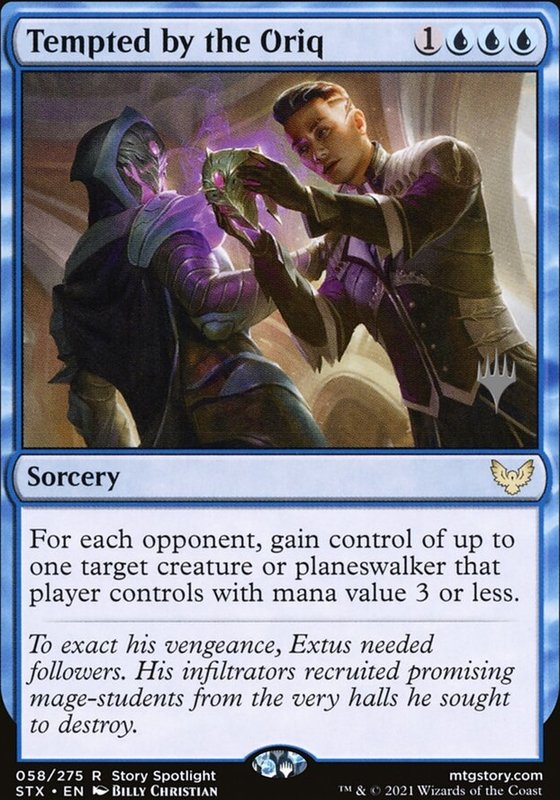 Tempted by the Oriq
1
Sorcery
For each opponent, gain control of up to
one target creature or planeswalker that
player controls with mana value 3 or less.
To exact his vengeance, Extus needed
followers. His infiltrators recruited promising
mage-students from the very halls he sought
to destroy.
058/275 R Story Spotlight
mtgstory.com
STX • EN BILLY CHRISTIAN
™ & © 2021 Wizards of the Coast